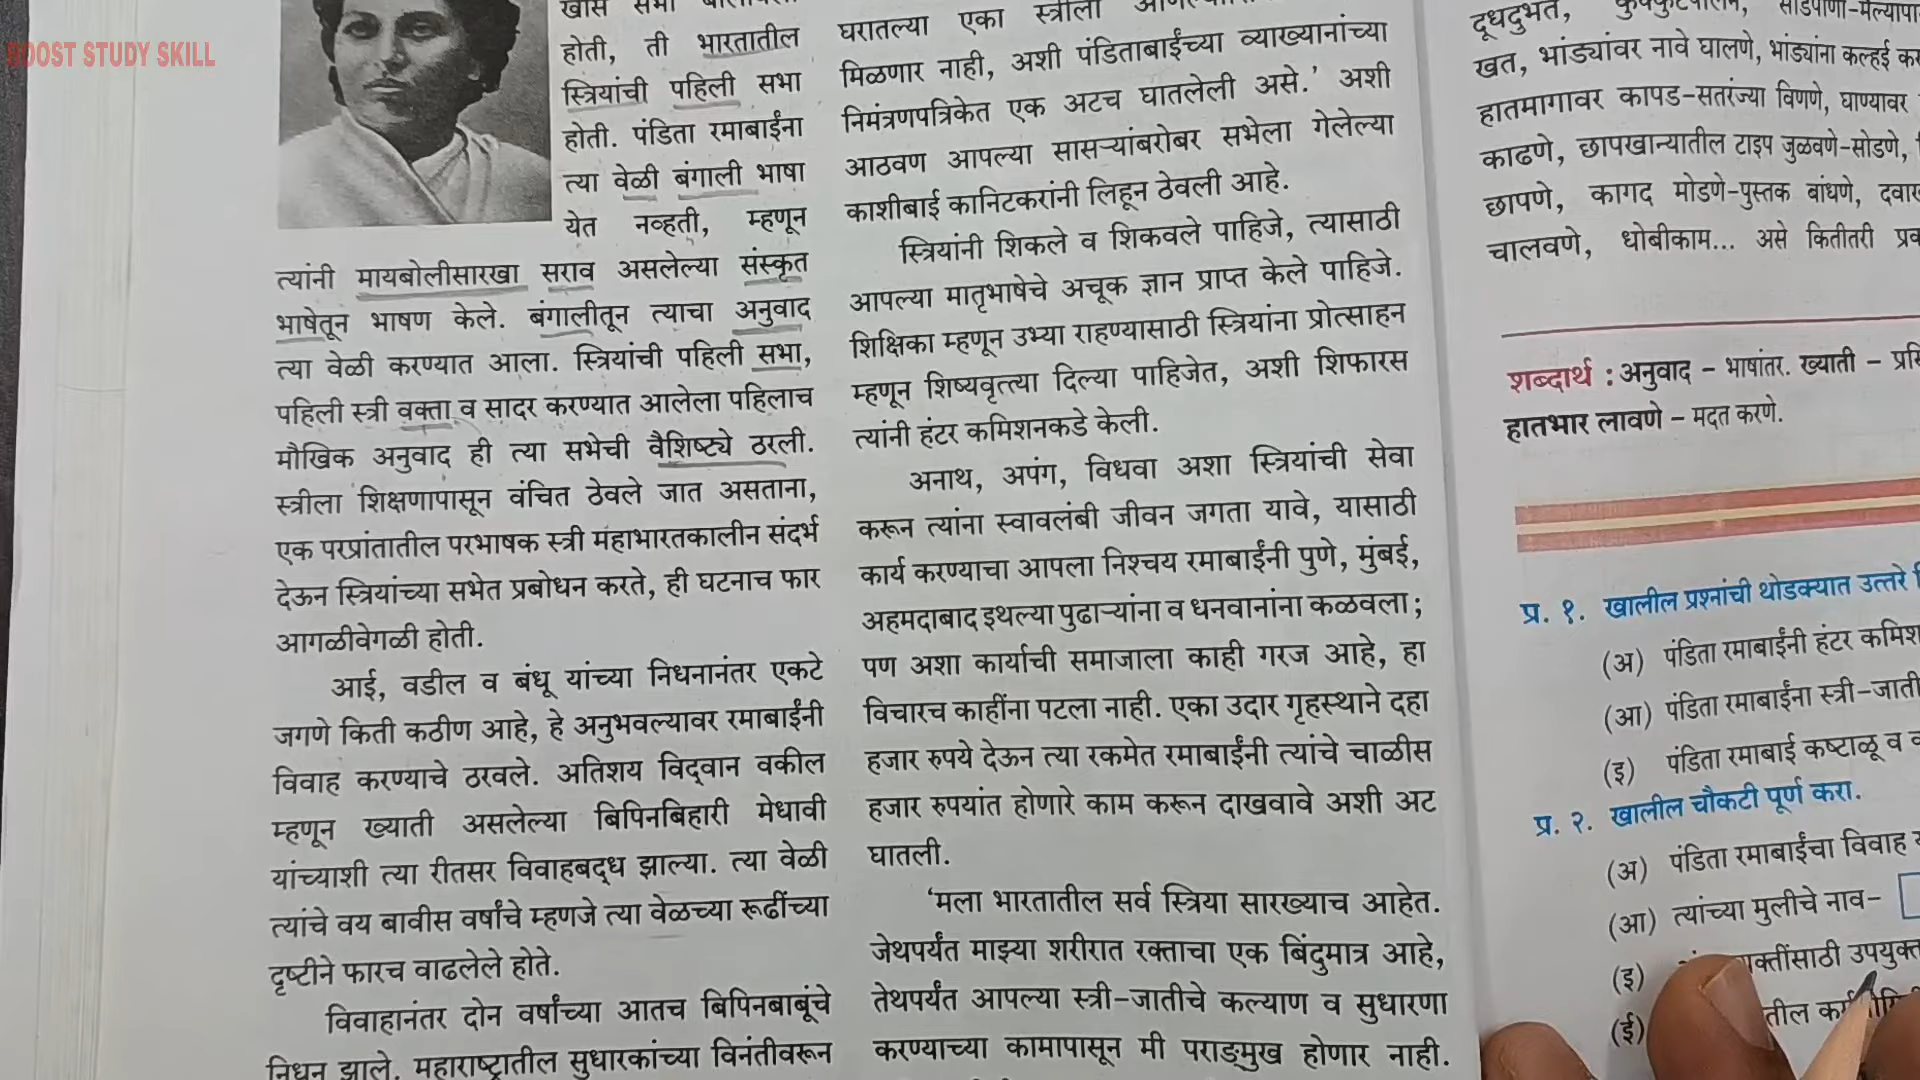 BOOST STUDY SKILL
खास सभा
होती, ती भारतातील
स्त्रियांची पहिली सभा
होती. पंडिता रमाबाईंना
त्या वेळी बंगाली भाषा
येत नव्हती, म्हणून
त्यांनी मायबोलीसारखा सराव असलेल्या संस्कृत
भाषेतून भाषण केले. बंगालीतून त्याचा अनुवाद
त्या वेळी करण्यात आला. स्त्रियांची पहिली सभा,
पहिली स्त्री वक्ता व सादर करण्यात आलेला पहिलाच
मौखिक अनुवाद ही त्या सभेची वैशिष्ट्ये ठरली.
स्त्रीला शिक्षणापासून वंचित ठेवले जात असताना,
एक परप्रांतातील परभाषक स्त्री महाभारतकालीन संदर्भ
देऊन स्त्रियांच्या सभेत प्रबोधन करते, ही घटनाच फार
आगळीवेगळी होती.
आई, वडील व बंधू यांच्या निधनानंतर एकटे
जगणे किती कठीण आहे, हे अनुभवल्यावर रमाबाईंनी
विवाह करण्याचे ठरवले. अतिशय विद्‌वान वकील
म्हणून ख्याती असलेल्या बिपिनबिहारी मेधावी
यांच्याशी त्या रीतसर विवाहबद्ध झाल्या. त्या वेळी
त्यांचे वय बावीस वर्षांचे म्हणजे त्या वेळच्या रूढींच्या
दृष्टीने फारच वाढलेले होते.
विवाहानंतर दोन वर्षांच्या आतच बिपिनबाबूंचे
निधन झाले. महाराष्ट्रातील सुधारकांच्या विनंतीवरून
घरातल्या एका स्त्रीला
मिळणार नाही, अशी पंडिताबाईंच्या व्याख्यानांच्या
निमंत्रणपत्रिकेत एक अटच घातलेली असे.’ अशी
आठवण आपल्या सासऱ्यांबरोबर सभेला गेलेल्या
काशीबाई कानिटकरांनी लिहून ठेवली आहे.
स्त्रियांनी शिकले व शिकवले पाहिजे, त्यासाठी
आपल्या मातृभाषेचे अचूक ज्ञान प्राप्त केले पाहिजे.
शिक्षिका म्हणून उभ्या राहण्यासाठी स्त्रियांना प्रोत्साहन
म्हणून शिष्यवृत्त्या दिल्या पाहिजेत, अशी शिफारस
त्यांनी हंटर कमिशनकडे केली.
अनाथ, अपंग, विधवा अशा स्त्रियांची सेवा
करून त्यांना स्वावलंबी जीवन जगता यावे, यासाठी
कार्य करण्याचा आपला निश्चय रमाबाईंनी पुणे, मुंबई,
अहमदाबाद इथल्या पुढाऱ्यांना व धनवानांना कळवला;
पण अशा कार्याची समाजाला काही गरज आहे, हा
विचारच काहींना पटला नाही. एका उदार गृहस्थाने दहा
हजार रुपये देऊन त्या रकमेत रमाबाईंनी त्यांचे चाळीस
हजार रुपयांत होणारे काम करून दाखवावे अशी अट
घातली.
‘मला भारतातील सर्व स्त्रिया सारख्याच आहेत.
जेथपर्यंत माझ्या शरीरात रक्ताचा एक बिंदुमात्र आहे,
तेथपर्यंत आपल्या स्त्री-जातीचे कल्याण व सुधारणा
करण्याच्या कामापासून मी पराङ्‌मुख होणार नाही.
दूधदुभत,
खत, भांड्यांवर नावे घालणे, भांड्यांना कल्हई
हातमागावर कापड-सतरंज्या विणणे, घाण्यावर
काढणे, छापखान्यातील टाइप जुळवणे-सोडणे,
छापणे, कागद मोडणे-पुस्तक बांधणे,
चालवणे, धोबीकाम... असे कितीतरी
शब्दार्थ : अनुवाद - भाषांतर. ख्याती -
हातभार लावणे - मदत करणे.
प्र. १. खालील प्रश्नांची थोडक्यात उत्तरे
(अ) पंडिता रमाबाईंनी हंटर
(आ) पंडिता रमाबाईंना स्त्री-जाती
(इ) पंडिता रमाबाई कष्टाळू व
प्र. २. खालील चौकटी पूर्ण करा.
(अ) पंडिता रमाबाईंचा विवाह
(आ) त्यांच्या मुलीचे नाव-
(इ) उपयुक्त
(ई)